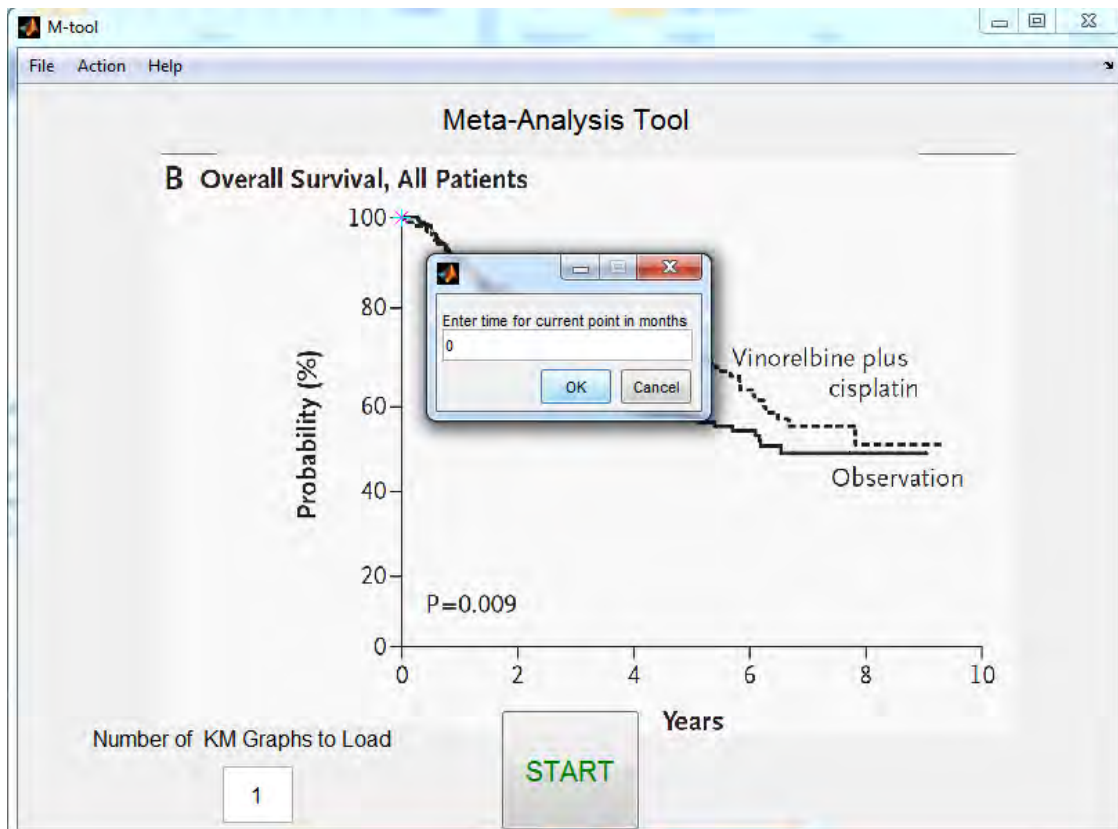 M-tool
File Action Help
Meta-Analysis Tool
B Overall Survival, All Patients
100
80
60
40
20
0
Probability (%)
Enter time for current point in months
0
OK Cancel
Vinorelbine plus
cisplatin
Observation
P=0.009
0 2 4 6 8 10
Years
Number of KM Graphs to Load
1
START